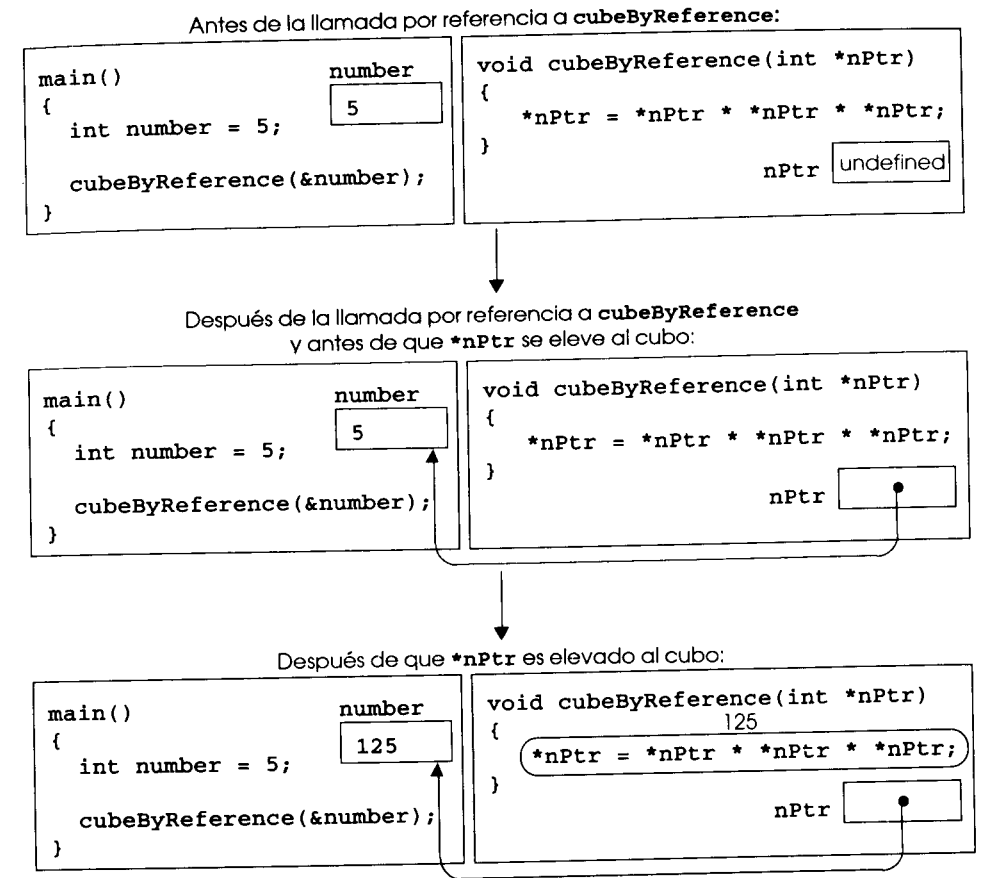 Antes de la llamada por referencia a cubeByReference:
main()
{
int number = 5;
cubeByReference(&number);
}
number
5
void cubeByReference(int *nPtr)
{
*nPtr = *nPtr * *nPtr * *nPtr;
}
nPtr
undefined
Después de la llamada por referencia a cubeByReference
y antes de que *nPtr se eleve al cubo:
main()
{
int number = 5;
cubeByReference(&number);
}
number
5
void cubeByReference(int *nPtr)
{
*nPtr = *nPtr * *nPtr * *nPtr;
}
nPtr
Después de que *nPtr es elevado al cubo:
main()
{
int number = 5;
cubeByReference(&number);
}
number
125
void cubeByReference(int *nPtr)
{
125
*nPtr = *nPtr * *nPtr * *nPtr;
}
nPtr